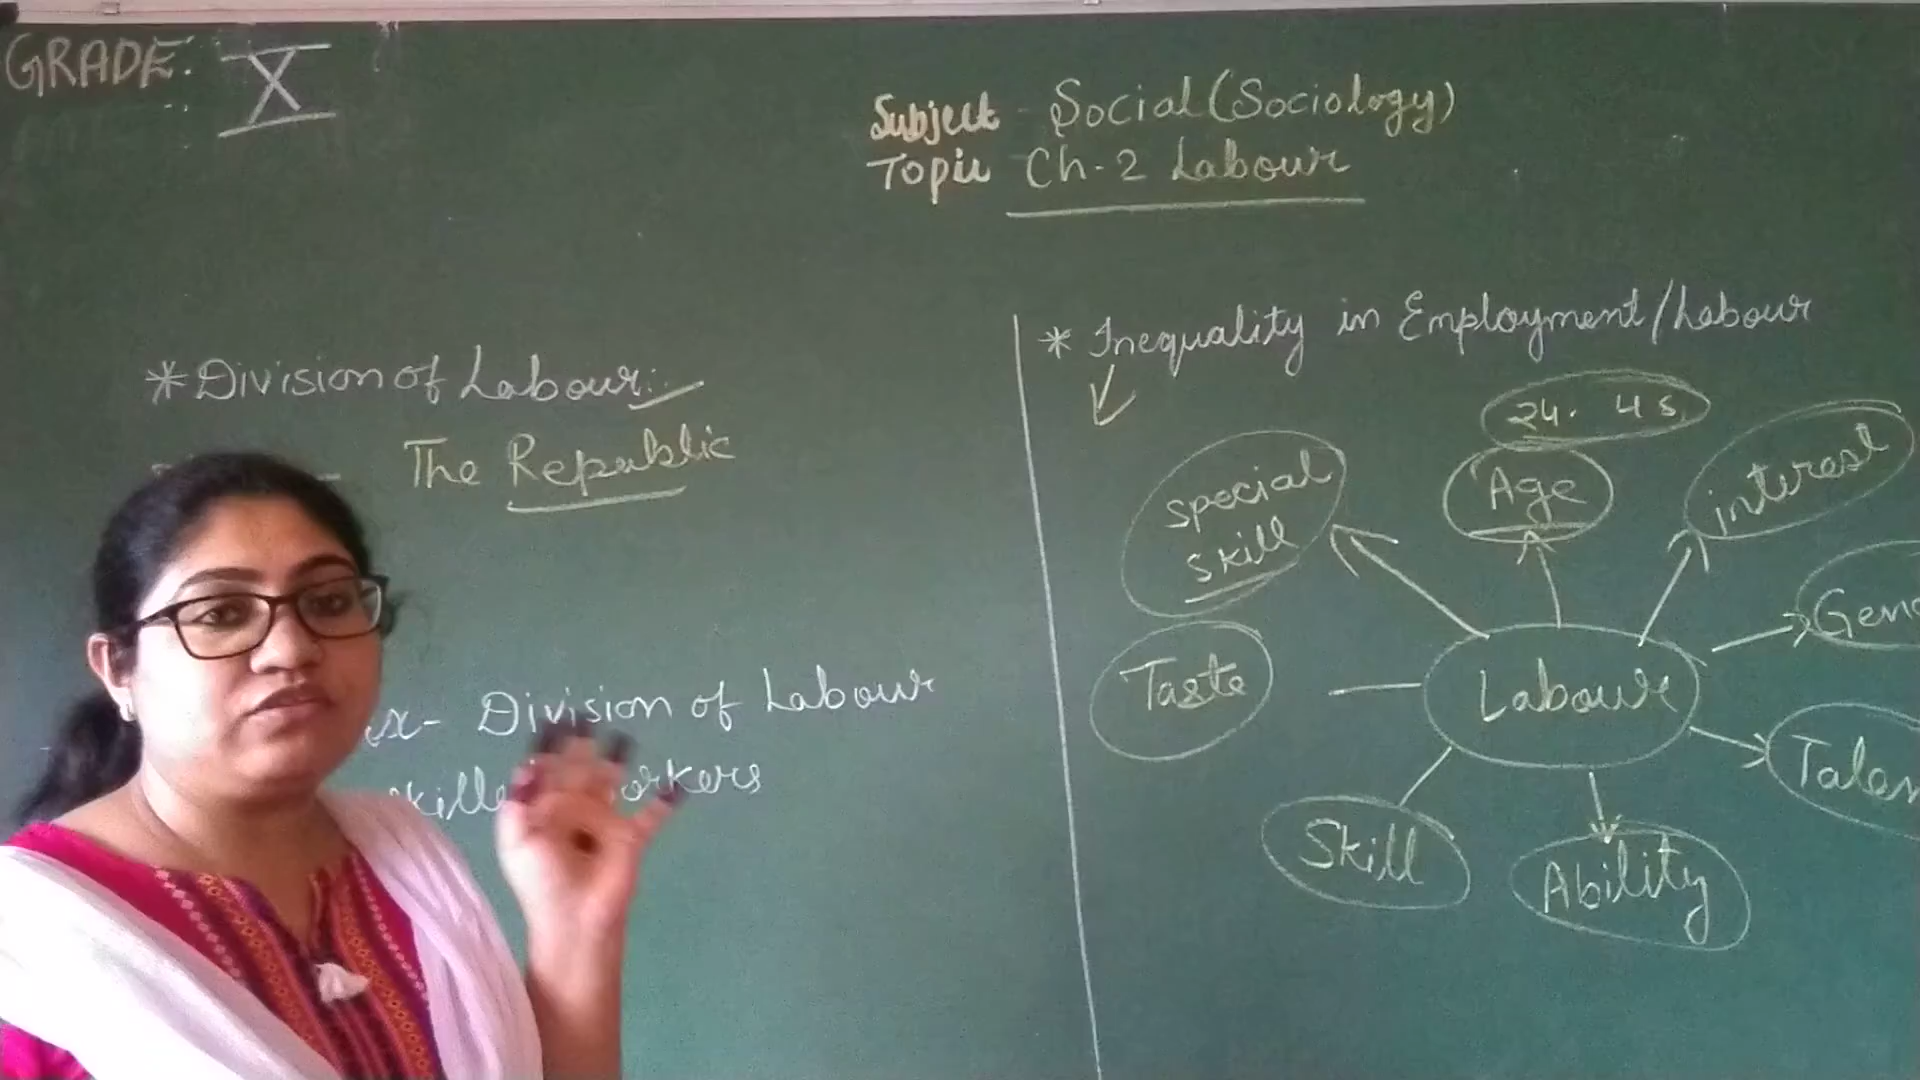 GRADE: X
Subject - Social (Sociology)
Topic Ch-2 Labour
* Division of Labour:
The Republic
Division of Labour
* Inequality in Employment/Labour
24. 45
Age
special
skill
interest
Taste
Labour
Skill
Ability